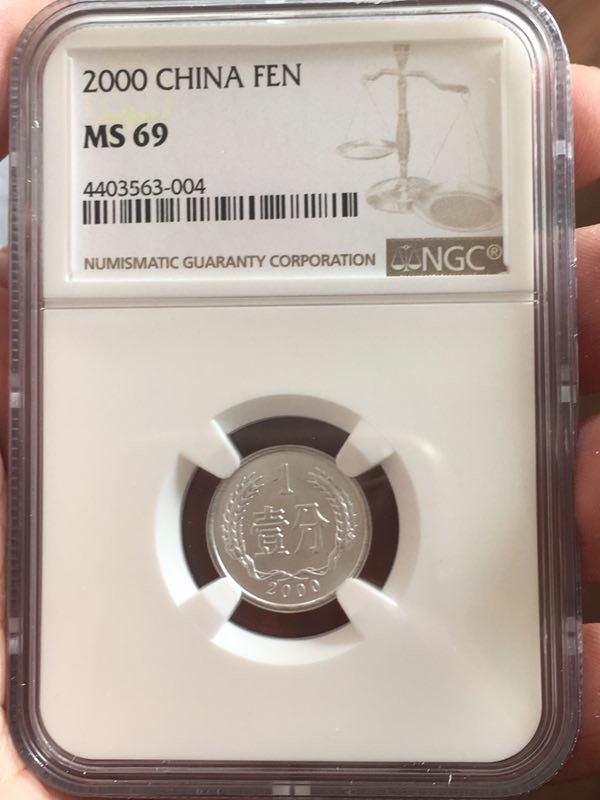 2000 CHINA FEN
MS 69
4403563-004
NUMISMATIC GUARANTY CORPORATION
NGC®
1
壹分
2000